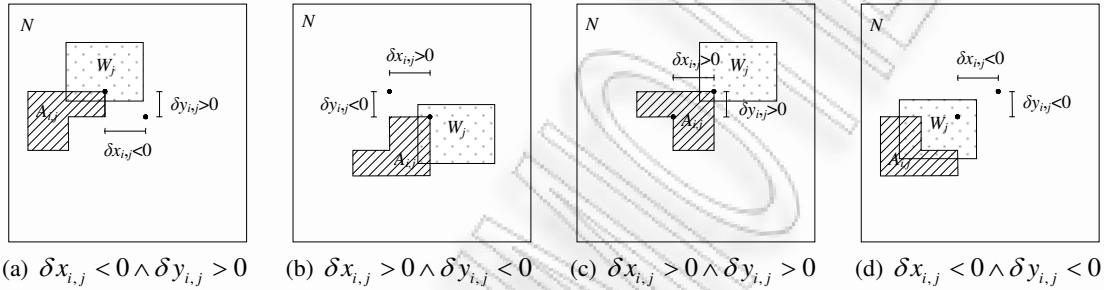 N
W_j
A_{i,j}
δy_{i,j}>0
δx_{i,j}<0
(a) δx_{i,j} < 0 ∧ δy_{i,j} > 0
N
δx_{i,j}>0
δy_{i,j}<0
W_j
A_{i,j}
(b) δx_{i,j} > 0 ∧ δy_{i,j} < 0
N
δx_{i,j}>0
W_j
δy_{i,j}>0
A_{i,j}
(c) δx_{i,j} > 0 ∧ δy_{i,j} > 0
N
δx_{i,j}<0
δy_{i,j}<0
W_j
A_{i,j}
(d) δx_{i,j} < 0 ∧ δy_{i,j} < 0